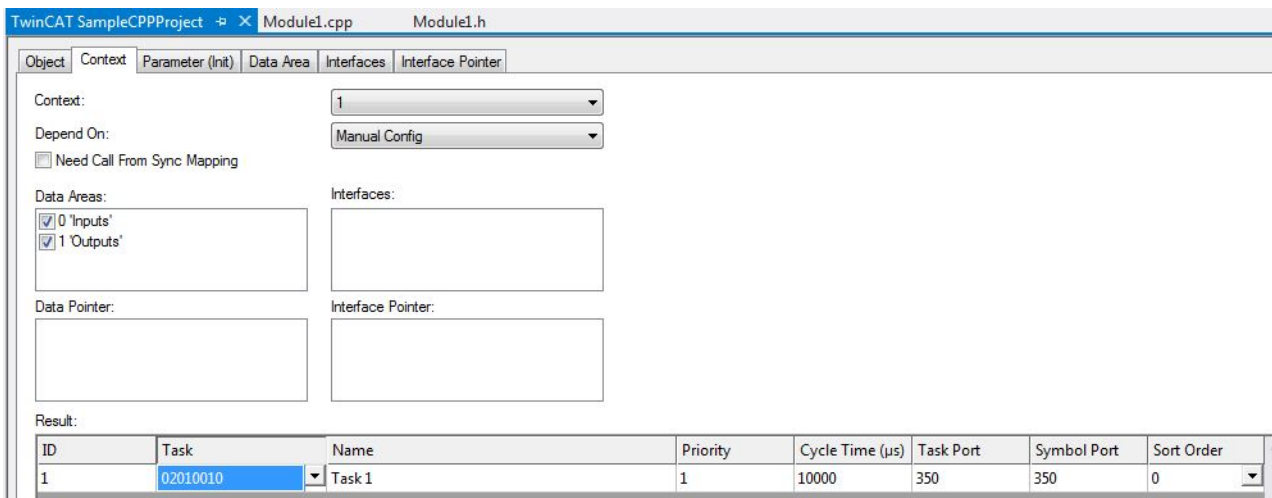 TwinCAT SampleCPPProject Module1.cpp Module1.h
Object Context Parameter (Init) Data Area Interfaces Interface Pointer
Context: 1
Depend On: Manual Config
Need Call From Sync Mapping
Data Areas: Interfaces:
0 'Inputs'
1 'Outputs'
Data Pointer: Interface Pointer:
Result:
ID Task Name Priority Cycle Time (µs) Task Port Symbol Port Sort Order
1 02010010 Task 1 1 10000 350 350 0